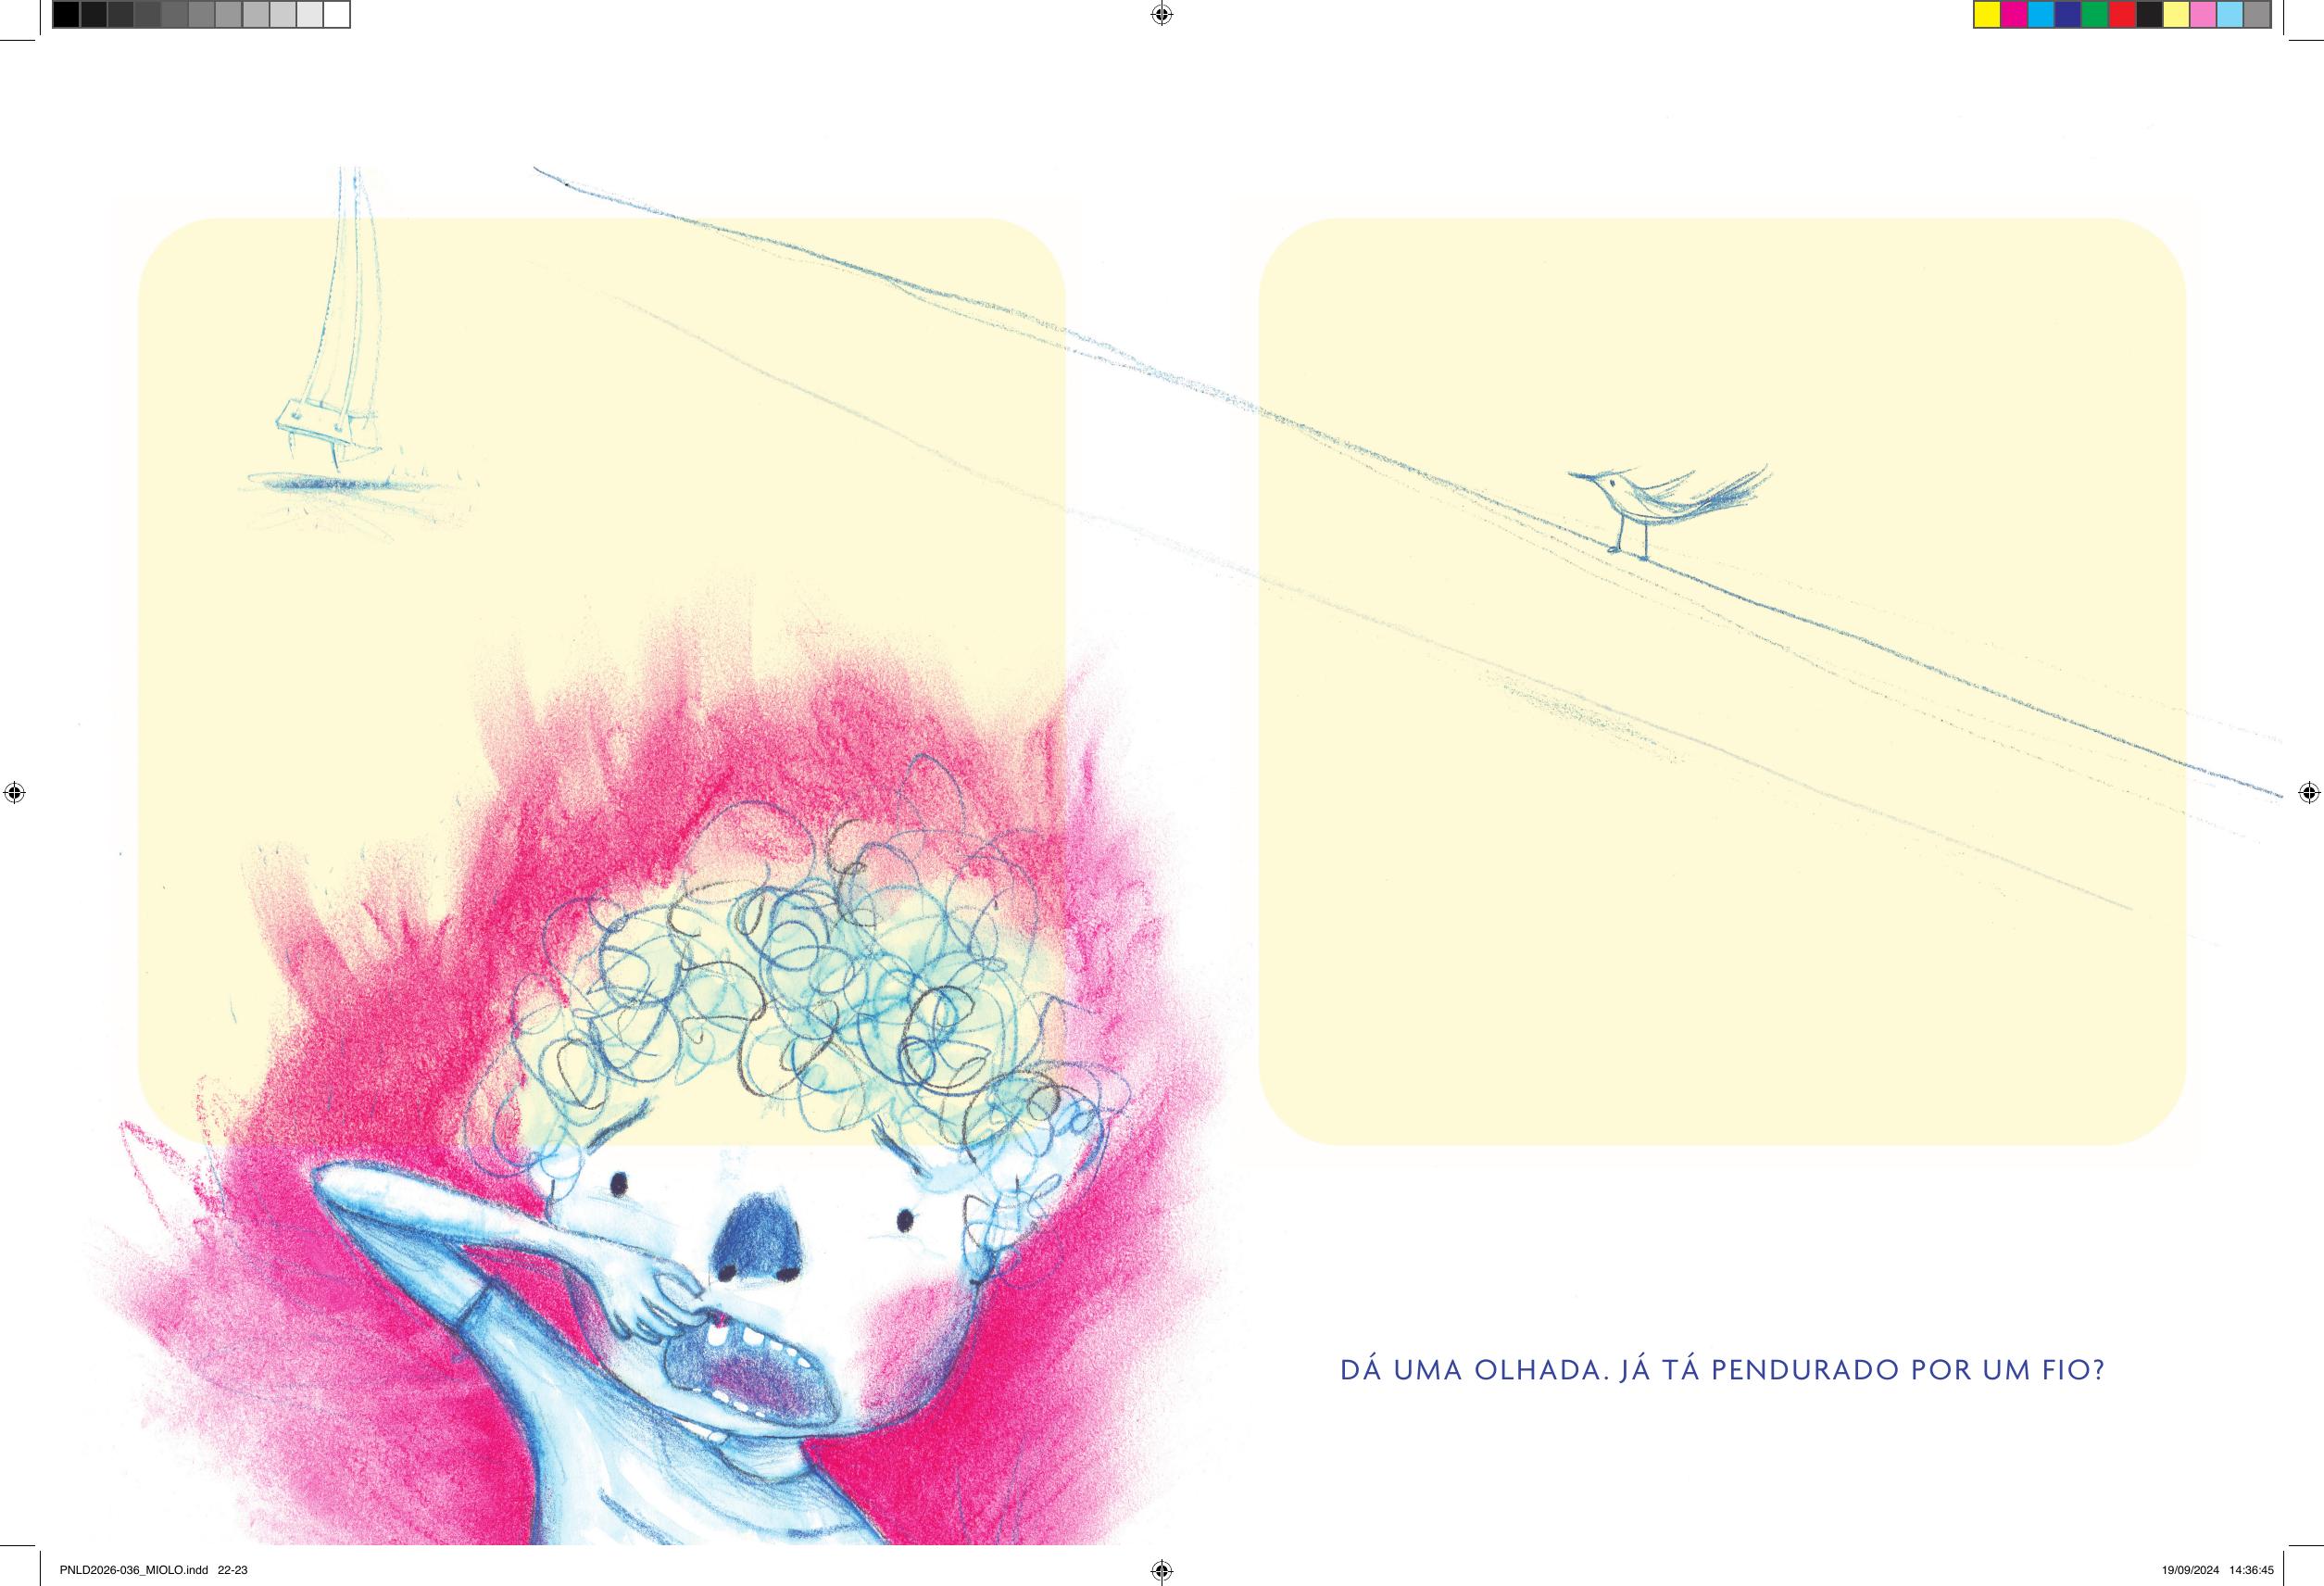 DÁ UMA OLHADA. JÁ TÁ PENDURADO POR UM FIO?
PNLD2026-036_MIOLO.indd 22-23
19/09/2024 14:36:45